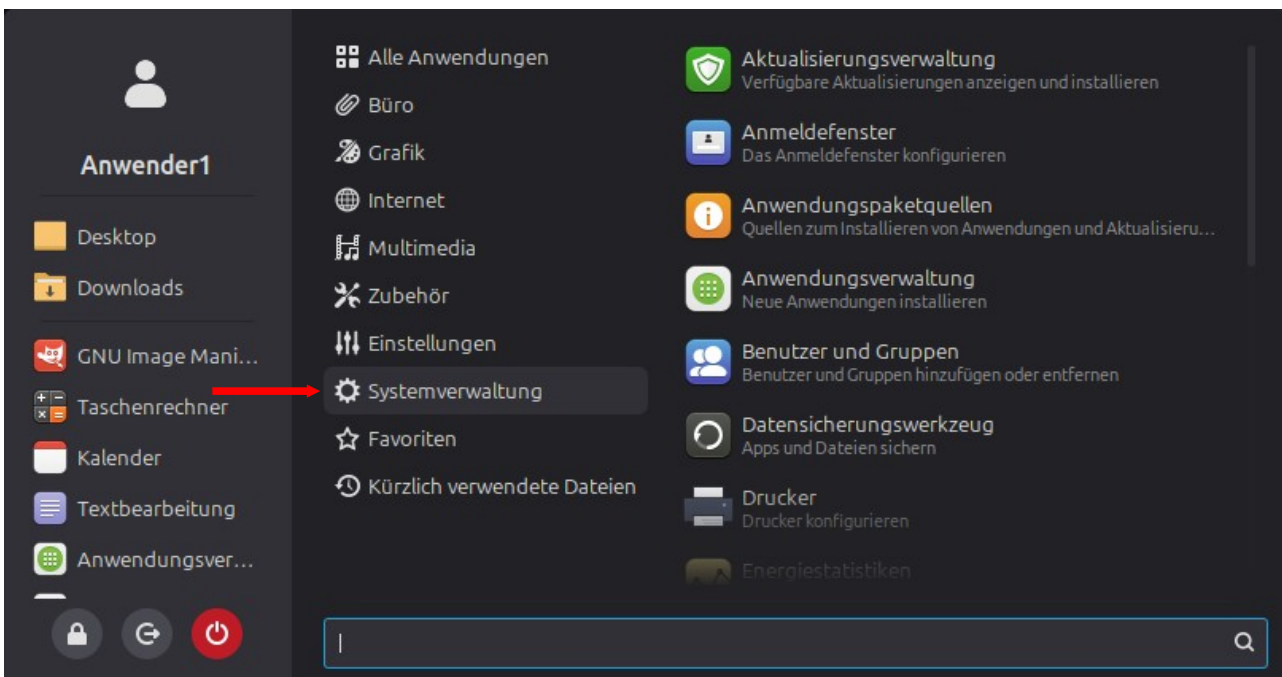 Anwender1
Desktop
Downloads
GNU Image Mani...
Taschenrechner
Kalender
Textbearbeitung
Anwendungsver...
Alle Anwendungen
Büro
Grafik
Internet
Multimedia
Zubehör
Einstellungen
Systemverwaltung
Favoriten
Kürzlich verwendete Dateien
Aktualisierungsverwaltung
Verfügbare Aktualisierungen anzeigen und installieren
Anmeldefenster
Das Anmeldefenster konfigurieren
Anwendungspaketquellen
Quellen zum Installieren von Anwendungen und Aktualisieru...
Anwendungsverwaltung
Neue Anwendungen installieren
Benutzer und Gruppen
Benutzer und Gruppen hinzufügen oder entfernen
Datensicherungswerkzeug
Apps und Dateien sichern
Drucker
Drucker konfigurieren
Energiestatistiken